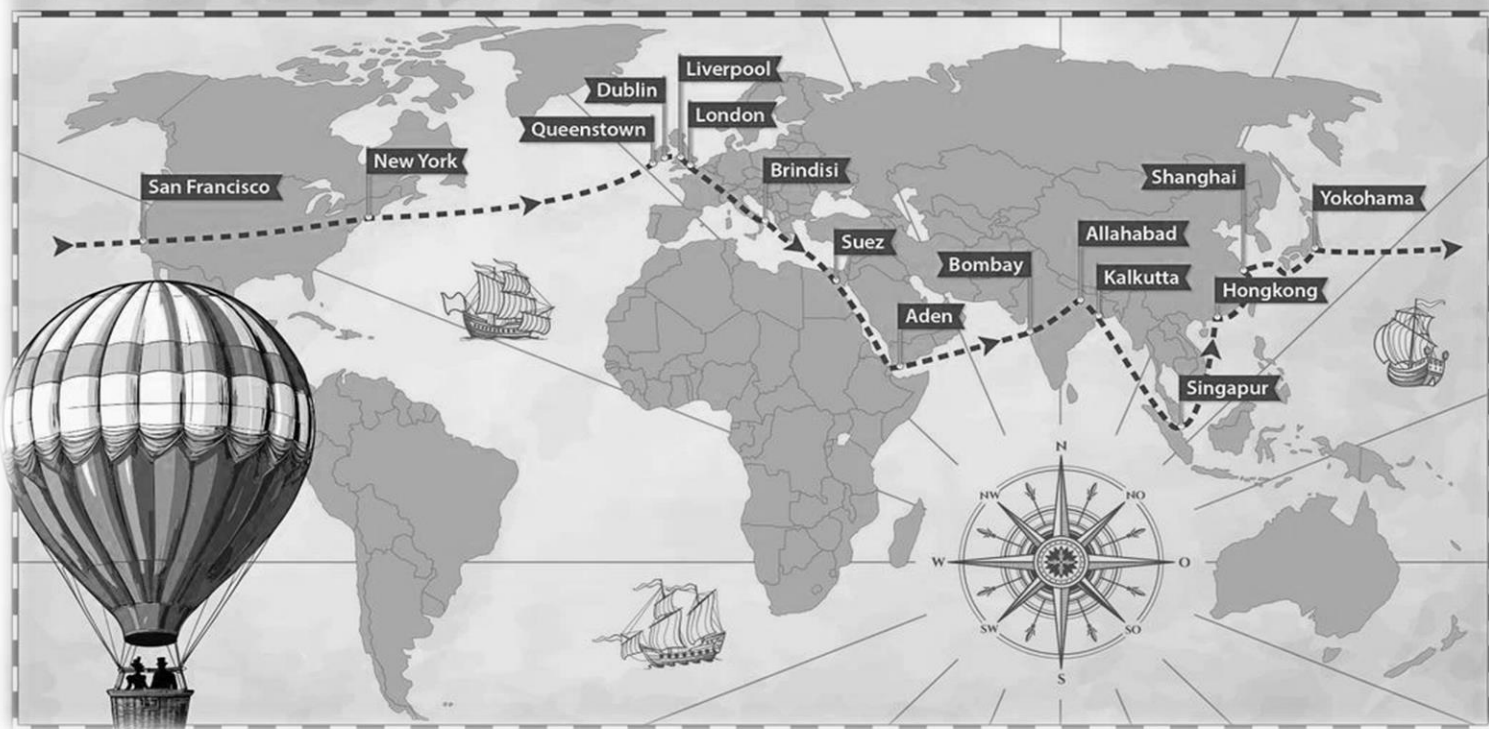 Liverpool
Dublin
London
Queenstown
New York
San Francisco
Brindisi
Shanghai
Yokohama
Suez
Allahabad
Bombay
Kalkutta
Hongkong
Aden
Singapur
N
NW
NO
W
O
SW
SO
S